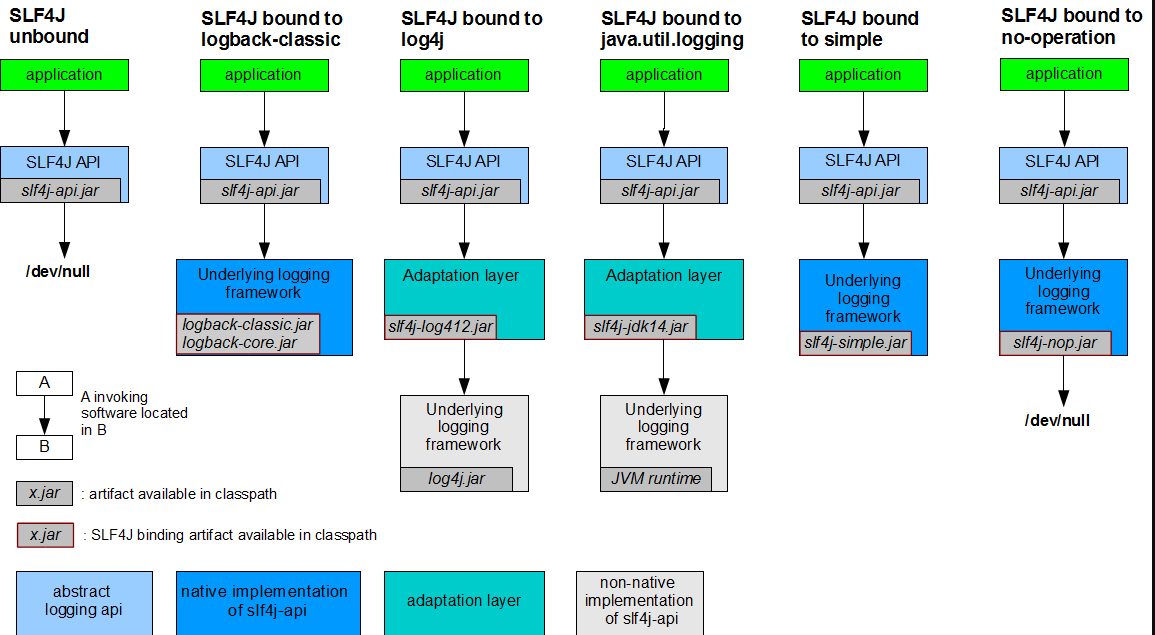 SLF4J
unbound
SLF4J bound to
logback-classic
SLF4J bound to
log4j
SLF4J bound to
java.util.logging
SLF4J bound
to simple
SLF4J bound to
no-operation
application
application
application
application
application
application
SLF4J API
slf4j-api.jar
SLF4J API
slf4j-api.jar
SLF4J API
slf4j-api.jar
SLF4J API
slf4j-api.jar
SLF4J API
slf4j-api.jar
SLF4J API
slf4j-api.jar
/dev/null
Underlying logging
framework
logback-classic.jar
logback-core.jar
Adaptation layer
slf4j-log412.jar
Adaptation layer
slf4j-jdk14.jar
Underlying
logging
framework
slf4j-simple.jar
Underlying
logging
framework
slf4j-nop.jar
Underlying
logging
framework
log4j.jar
Underlying
logging
framework
JVM runtime
/dev/null
A
B
A invoking
software located
in B
x.jar
: artifact available in classpath
x.jar
: SLF4J binding artifact available in classpath
abstract
logging api
native implementation
of slf4j-api
adaptation layer
non-native
implementation
of slf4j-api